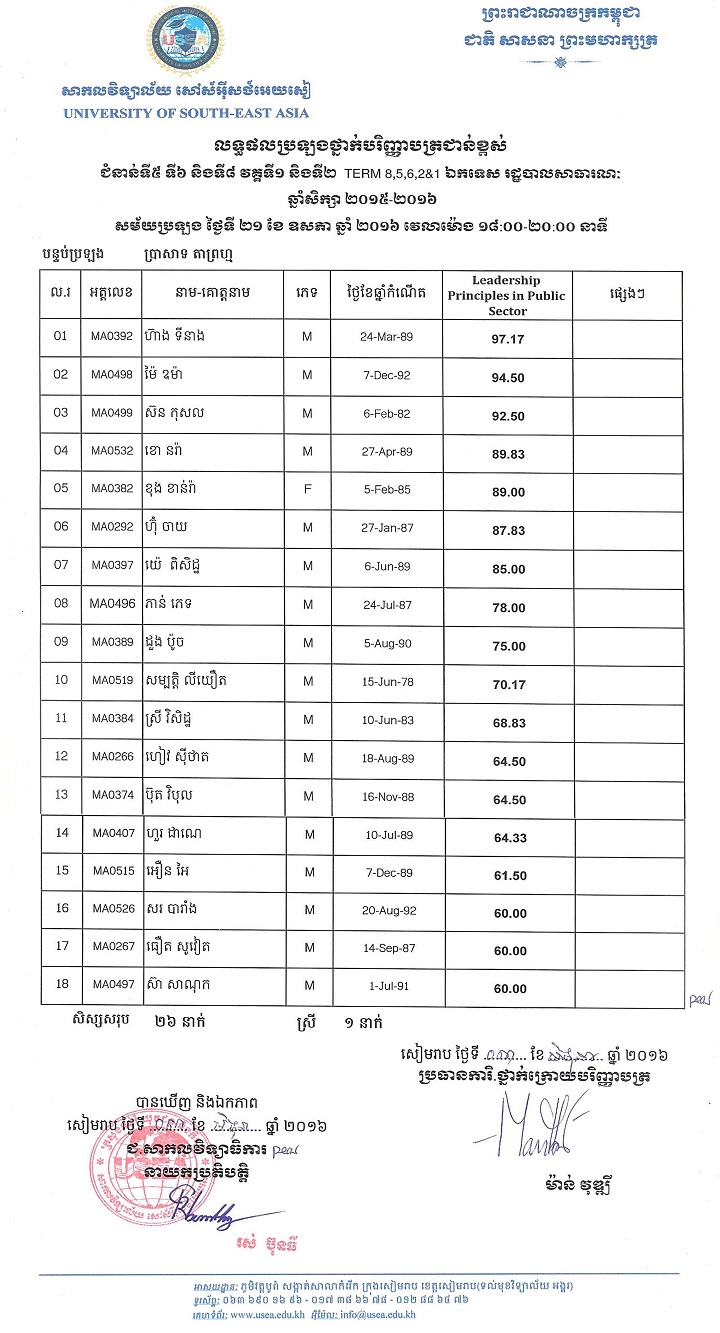 ព្រះរាជាណាចក្រកម្ពុជា
ជាតិ សាសនា ព្រះមហាក្សត្រ
សាកលវិទ្យាល័យ សៅស៍អ៊ីសថ៍អេយសៀ
UNIVERSITY OF SOUTH-EAST ASIA
លទ្ធផលប្រឡងថ្នាក់បរិញ្ញាបត្រជាន់ខ្ពស់
ជំនាន់ទី៥ ទី៦ និងទី៨ វគ្គទី១ និងទី២ TERM 8,5,6,2&1 ឯកទេស រដ្ឋបាលសាធារណៈ
ឆ្នាំសិក្សា ២០១៥-២០១៦
សម័យប្រឡង ថ្ងៃទី ២១ ខែ ឧសភា ឆ្នាំ ២០១៦ វេលាម៉ោង ១៨:០០-២០:០០ នាទី
បន្ទប់ប្រឡង ប្រាសាទ តាព្រហ្ម
ល.រ អត្តលេខ នាម-គោត្តនាម ភេទ ថ្ងៃខែឆ្នាំកំណើត Leadership Principles in Public Sector ផ្សេងៗ
01 MA0392 ហ៊ាង ទីនាង M 24-Mar-89 97.17
02 MA0498 ម៉ៃ ឌម៉ា M 7-Dec-92 94.50
03 MA0499 ស៊ន កុសល M 6-Feb-82 92.50
04 MA0532 ខោ នរ៉ា M 27-Apr-89 89.83
05 MA0382 ខុង ខាន់រ៉ា F 5-Feb-85 89.00
06 MA0292 ហ៊ុំ ចាយ M 27-Jan-87 87.83
07 MA0397 យ៉េ ពិសិដ្ឋ M 6-Jun-89 85.00
08 MA0496 ភាន់ ភេទ M 24-Jul-87 78.00
09 MA0389 ដួង ប៉ូច M 5-Aug-90 75.00
10 MA0519 សម្បត្តិ លីយឿត M 15-Jun-78 70.17
11 MA0384 ស្រី វិសិដ្ឋ M 10-Jun-83 68.83
12 MA0266 ហៀវ ស៊ីថាត M 18-Aug-89 64.50
13 MA0374 ប៊ុត វិបុល M 16-Nov-88 64.50
14 MA0407 ហួរ ដាណេ M 10-Jul-89 64.33
15 MA0515 អឿន អៃ M 7-Dec-89 61.50
16 MA0526 សរ បារាំង M 20-Aug-92 60.00
17 MA0267 ធឿត សូវៀត M 14-Sep-87 60.00
18 MA0497 ស៊ា សាណុក M 1-Jul-91 60.00
សិស្សសរុប ២៦ នាក់ ស្រី ១ នាក់
សៀមរាប ថ្ងៃទី ខែ ឆ្នាំ ២០១៦
ប្រធានការិ.ថ្នាក់ក្រោយបរិញ្ញាបត្រ
ម៉ាន់ វុឌ្ឍី
បានឃើញ និងឯកភាព
សៀមរាប ថ្ងៃទី ខែ ឆ្នាំ ២០១៦
ជ.សាកលវិទ្យាធិការ
នាយកប្រតិបត្តិ
រស់ ប៊ុនធី
អាសយដ្ឋាន: ភូមិវត្តបូព៌ សង្កាត់សាលាកំរើក ក្រុងសៀមរាប ខេត្តសៀមរាប(ទល់មុខវិទ្យាល័យ អង្គរ)
ទូរស័ព្ទ: ០៦៣ ៦៩០ ១៦ ៩៦ - ០១៧ ៣៨ ៦៦ ៧៨ - ០១២ ៨៨ ៦៤ ៧៦
គេហទំព័រ: www.usea.edu.kh អ៊ីម៉ែល: info@usea.edu.kh